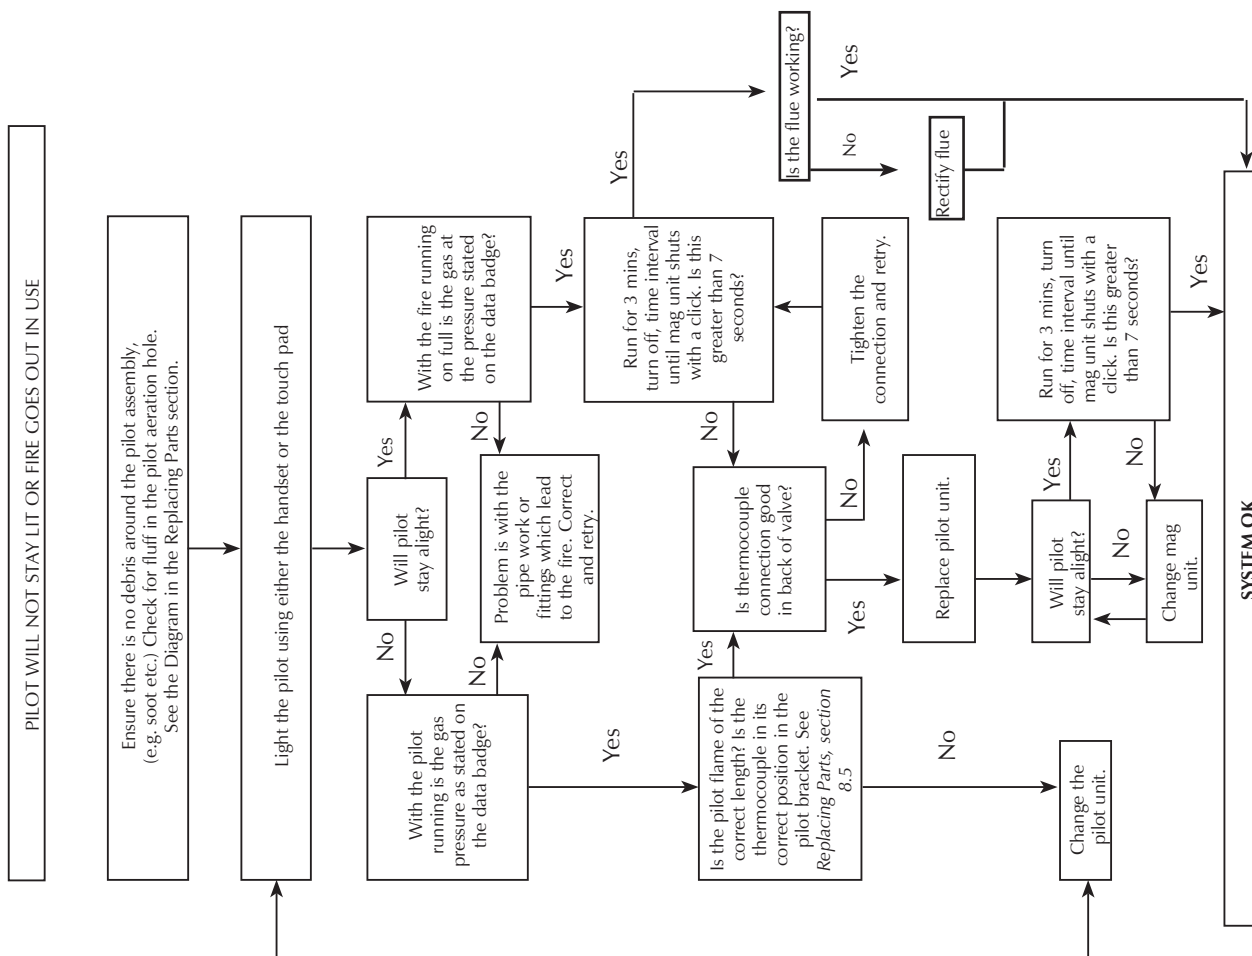 PILOT WILL NOT STAY LIT OR FIRE GOES OUT IN USE
Ensure there is no debris around the pilot assembly,
(e.g. soot etc.) Check for fluff in the pilot aeration hole.
See the Diagram in the Replacing Parts section.
Light the pilot using either the handset or the touch pad
Will pilot
stay alight?
No
Yes
With the pilot
running is the gas
pressure as stated on
the data badge?
With the fire running
on full is the gas at
the pressure stated
on the data badge?
No
No
Problem is with the
pipe work or
fittings which lead
to the fire. Correct
and retry.
Yes
Yes
Run for 3 mins,
turn off, time interval
until mag unit shuts
with a click. Is this
greater than 7
seconds?
Yes
No
Is the flue working?
No
Yes
Rectify flue
Is the pilot flame of the
correct length? Is the
thermocouple in its
correct position in the
pilot bracket. See
Replacing Parts, section
8.5
Yes
Is thermocouple
connection good
in back of valve?
No
Tighten the
connection and retry.
Yes
Replace pilot unit.
No
Change the
pilot unit.
Will pilot
stay alight?
Yes
No
Change mag
unit.
Run for 3 mins, turn
off, time interval until
mag unit shuts with a
click. Is this greater
than 7 seconds?
No
Yes
SYSTEM OK